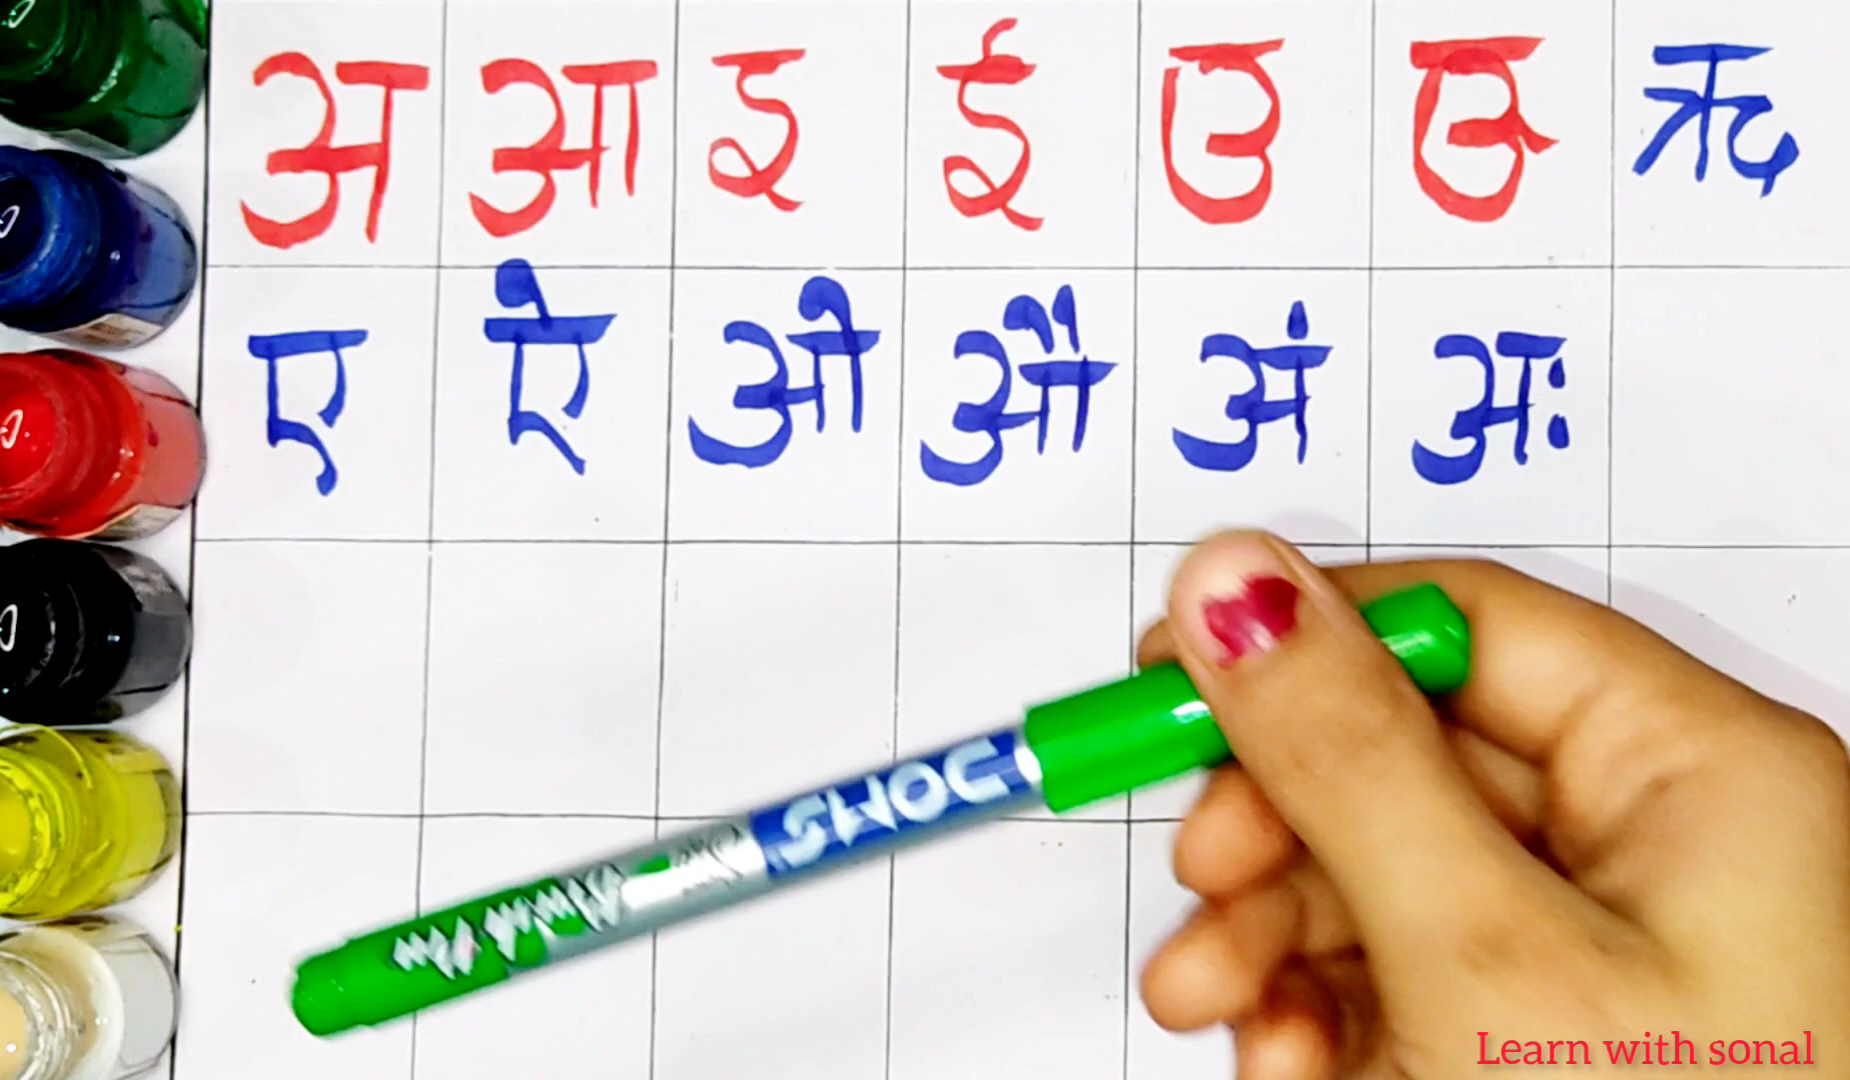 अ आ इ ई उ ऊ ऋ
ए ऐ ओ औ अं अः
DOMS
Learn with sonal